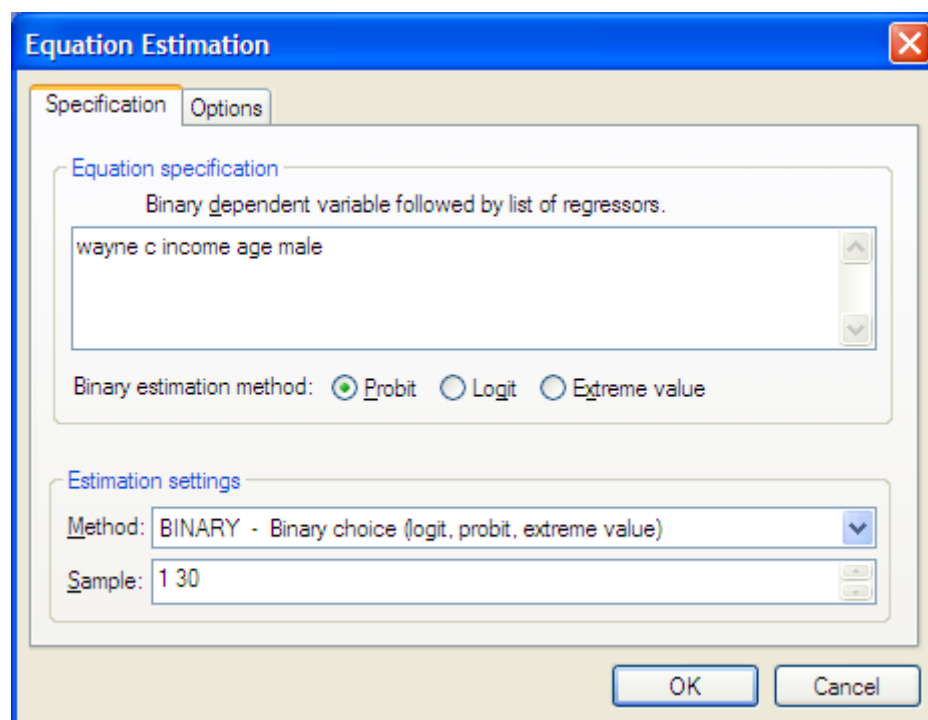 Equation Estimation
Specification Options
Equation specification
Binary dependent variable followed by list of regressors.
wayne c income age male
Binary estimation method: Probit Logit Extreme value
Estimation settings
Method: BINARY - Binary choice (logit, probit, extreme value)
Sample: 1 30
OK Cancel